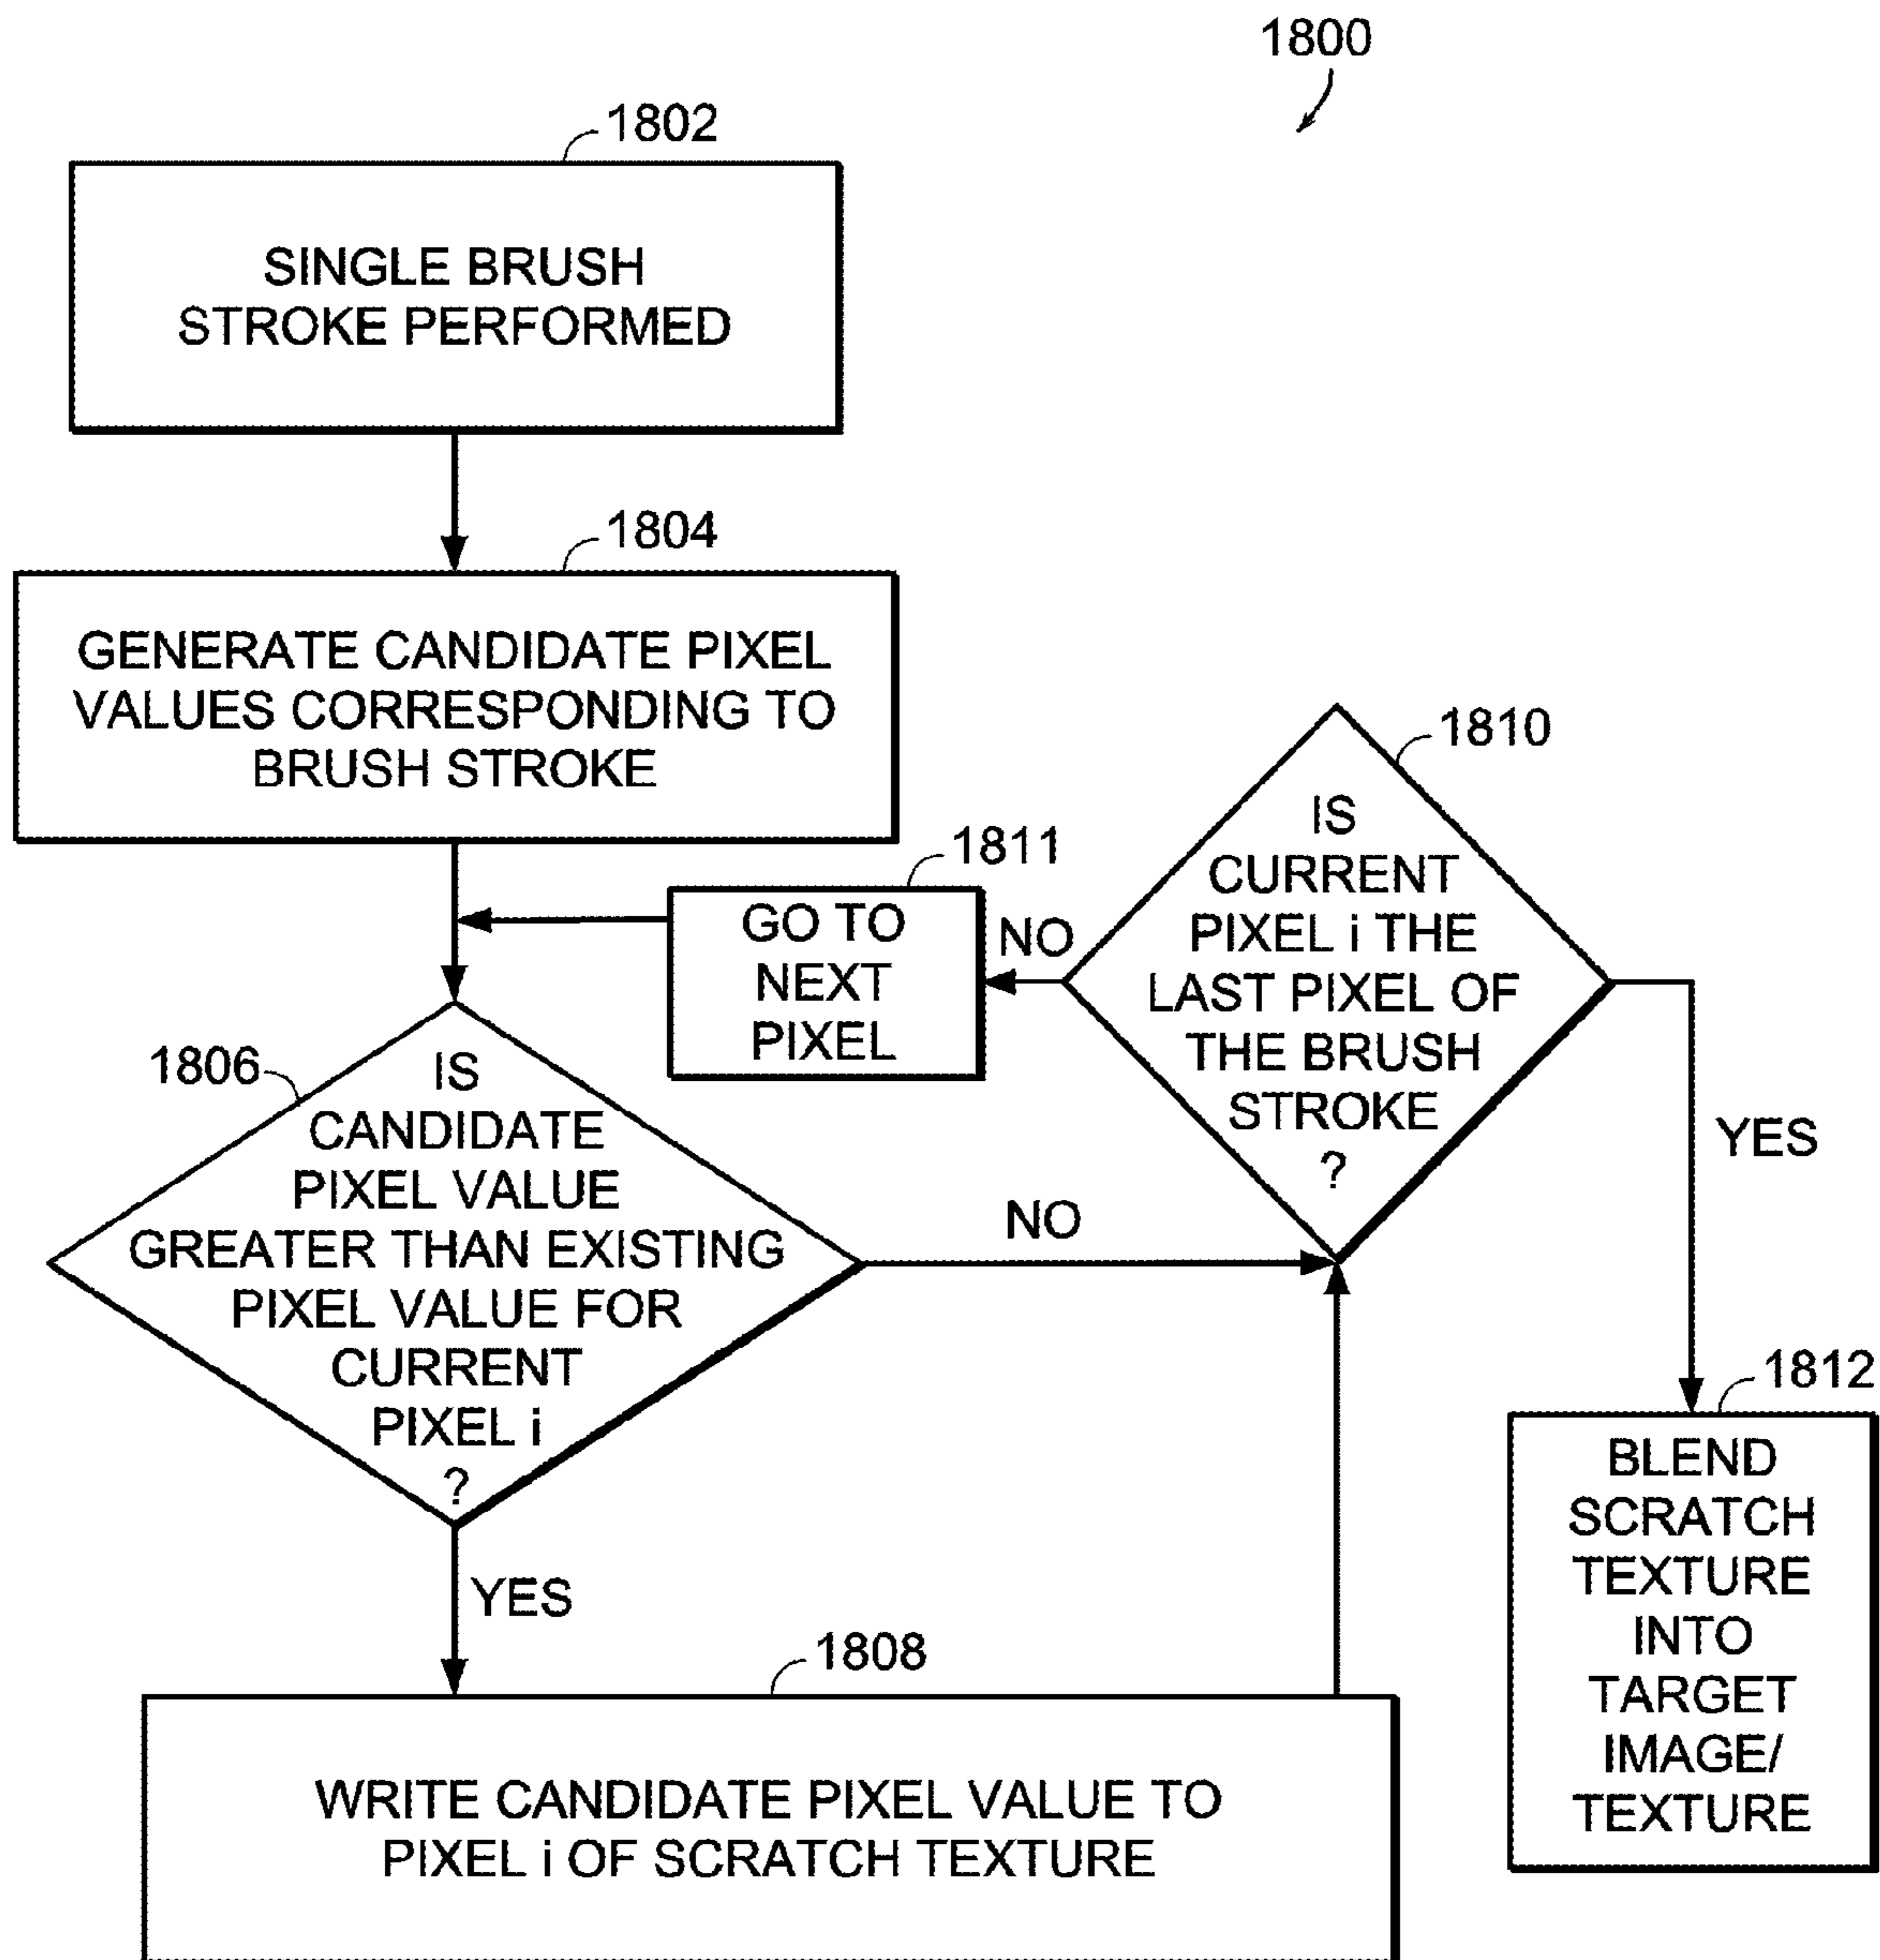 1800
1802
SINGLE BRUSH
STROKE PERFORMED
1804
GENERATE CANDIDATE PIXEL
VALUES CORRESPONDING TO
BRUSH STROKE
1806
IS
CANDIDATE
PIXEL VALUE
GREATER THAN EXISTING
PIXEL VALUE FOR
CURRENT
PIXEL i
?
YES
NO
1808
WRITE CANDIDATE PIXEL VALUE TO
PIXEL i OF SCRATCH TEXTURE
1810
IS
CURRENT
PIXEL i THE
LAST PIXEL OF
THE BRUSH
STROKE
?
NO
1811
GO TO
NEXT
PIXEL
YES
1812
BLEND
SCRATCH
TEXTURE
INTO
TARGET
IMAGE/
TEXTURE